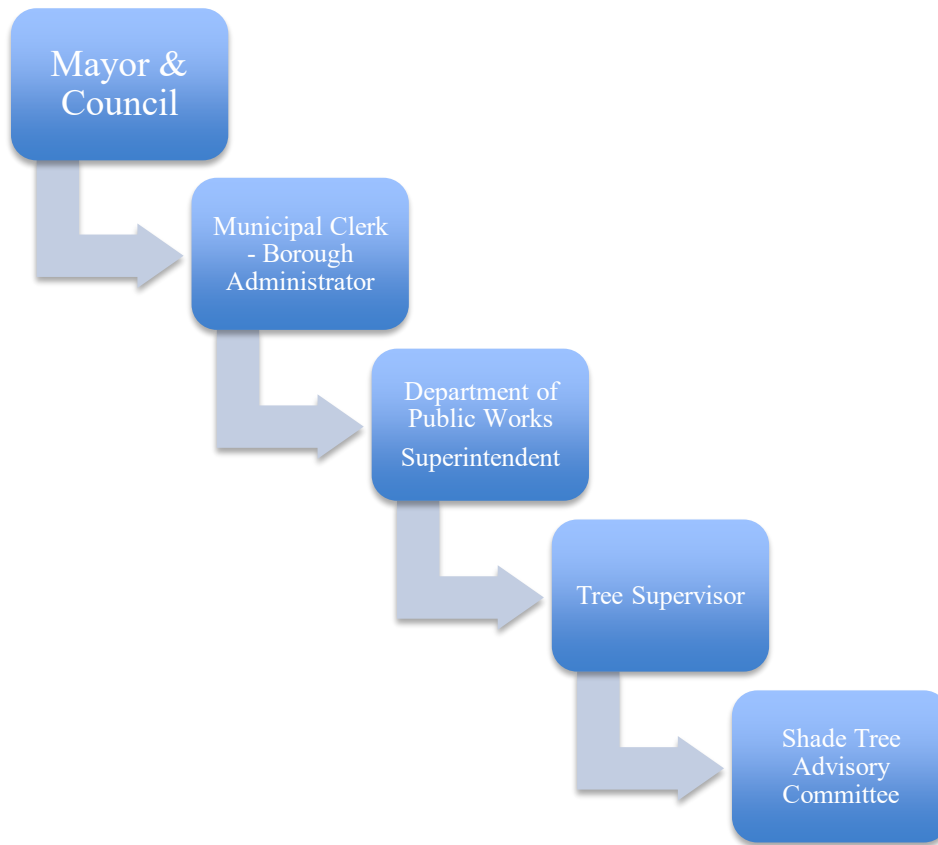 Mayor &
Council
Municipal Clerk
- Borough
Administrator
Department of
Public Works
Superintendent
Tree Supervisor
Shade Tree
Advisory
Committee